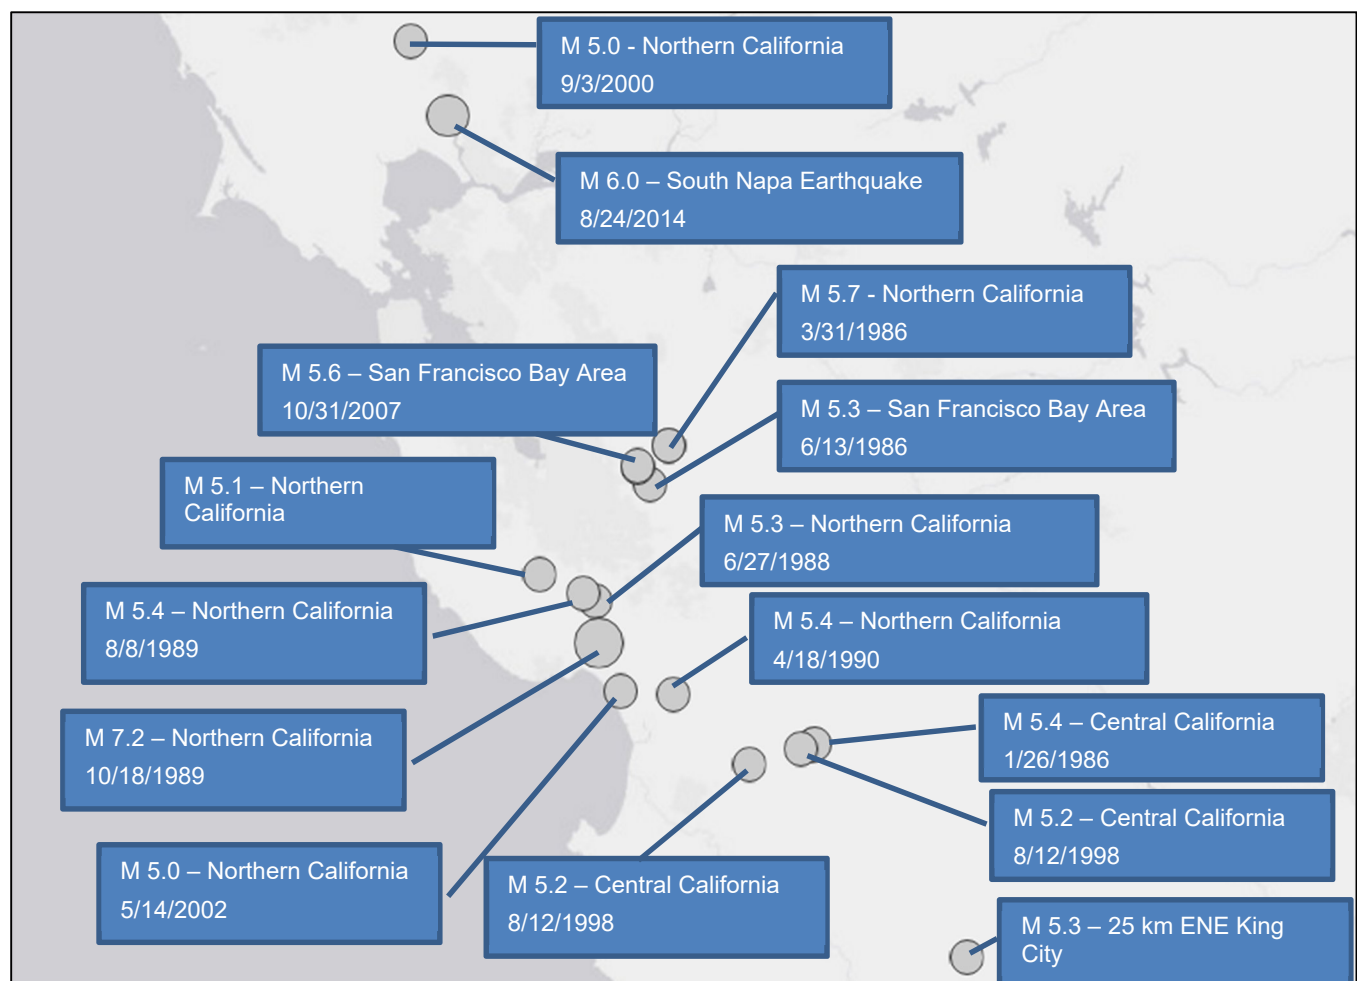 M 5.0 - Northern California
9/3/2000
M 6.0 – South Napa Earthquake
8/24/2014
M 5.7 - Northern California
3/31/1986
M 5.6 – San Francisco Bay Area
10/31/2007
M 5.3 – San Francisco Bay Area
6/13/1986
M 5.1 – Northern
California
M 5.3 – Northern California
6/27/1988
M 5.4 – Northern California
8/8/1989
M 5.4 – Northern California
4/18/1990
M 7.2 – Northern California
10/18/1989
M 5.4 – Central California
1/26/1986
M 5.2 – Central California
8/12/1998
M 5.0 – Northern California
5/14/2002
M 5.2 – Central California
8/12/1998
M 5.3 – 25 km ENE King
City